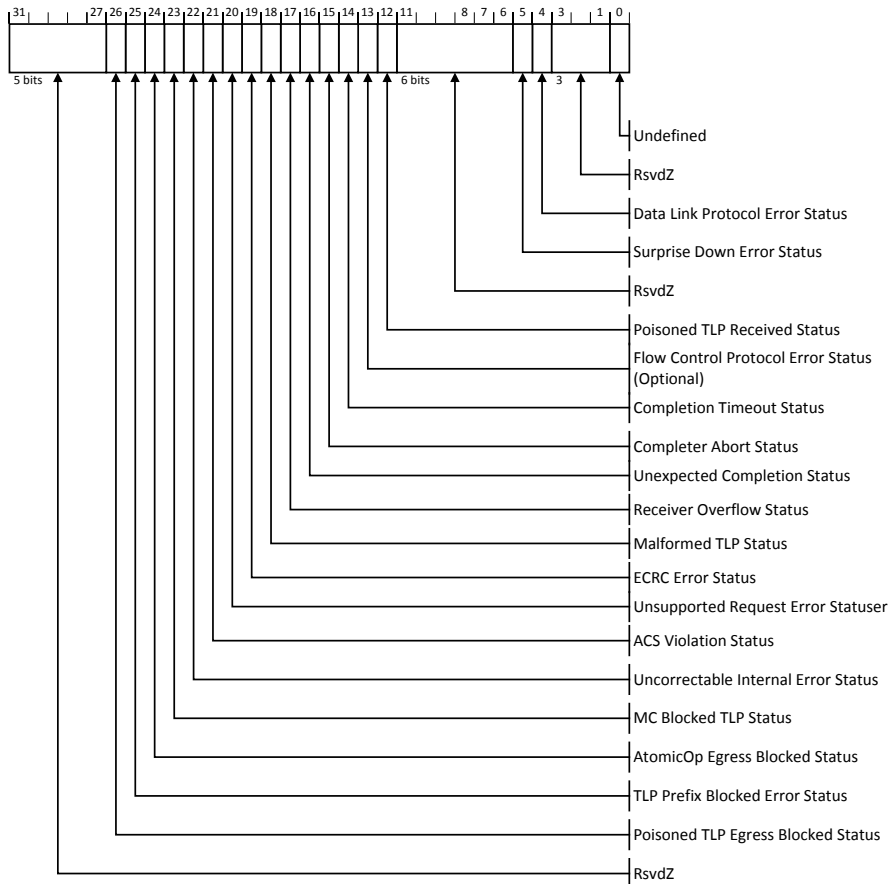 31 27 26 25 24 23 22 21 20 19 18 17 16 15 14 13 12 11 8 7 6 5 4 3 1 0
5 bits 6 bits 3
Undefined
RsvdZ
Data Link Protocol Error Status
Surprise Down Error Status
RsvdZ
Poisoned TLP Received Status
Flow Control Protocol Error Status
(Optional)
Completion Timeout Status
Completer Abort Status
Unexpected Completion Status
Receiver Overflow Status
Malformed TLP Status
ECRC Error Status
Unsupported Request Error Statuser
ACS Violation Status
Uncorrectable Internal Error Status
MC Blocked TLP Status
AtomicOp Egress Blocked Status
TLP Prefix Blocked Error Status
Poisoned TLP Egress Blocked Status
RsvdZ